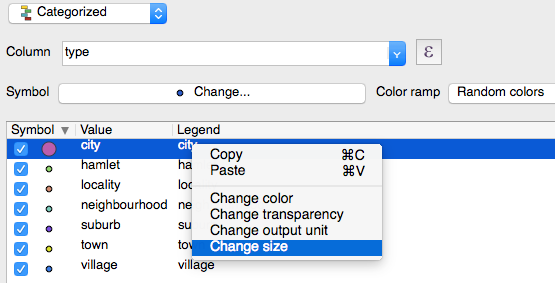 Categorized
Column type ε
Symbol Change... Color ramp Random colors
Symbol ▼ Value Legend
city city
hamlet
locality loc
neighbourhood ne
suburb su
town tov
village village
Copy ⌘C
Paste ⌘V
Change color
Change transparency
Change output unit
Change size